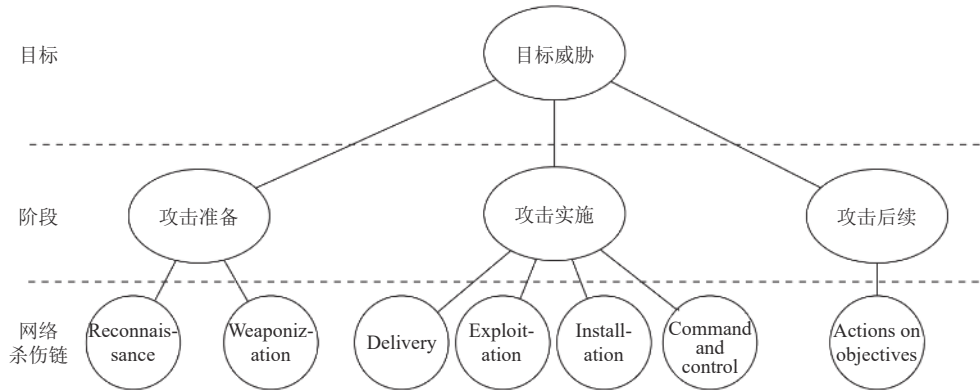 目标
目标威胁
阶段
攻击准备
攻击实施
攻击后续
网络
杀伤链
Reconnais-
sance
Weaponiz-
ation
Delivery
Exploit-
ation
Install-
ation
Command
and
control
Actions on
objectives